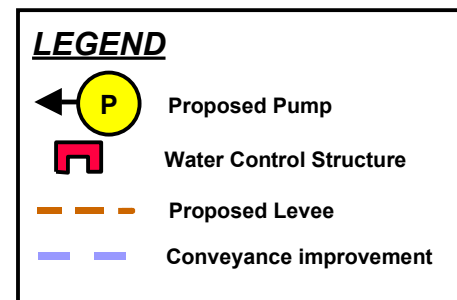 LEGEND
P Proposed Pump
Water Control Structure
Proposed Levee
Conveyance improvement